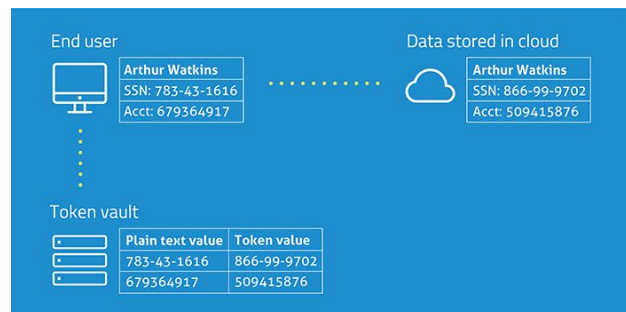 End user
Arthur Watkins
SSN: 783-43-1616
Acct: 679364917
Data stored in cloud
Arthur Watkins
SSN: 866-99-9702
Acct: 509415876
Token vault
Plain text value Token value
783-43-1616 866-99-9702
679364917 509415876